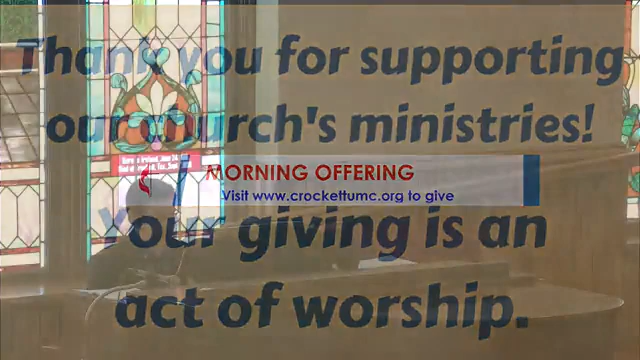 Thank you for supporting
our church's ministries!
MORNING OFFERING
Visit www.crockettumc.org to give
Your giving is an
act of worship.